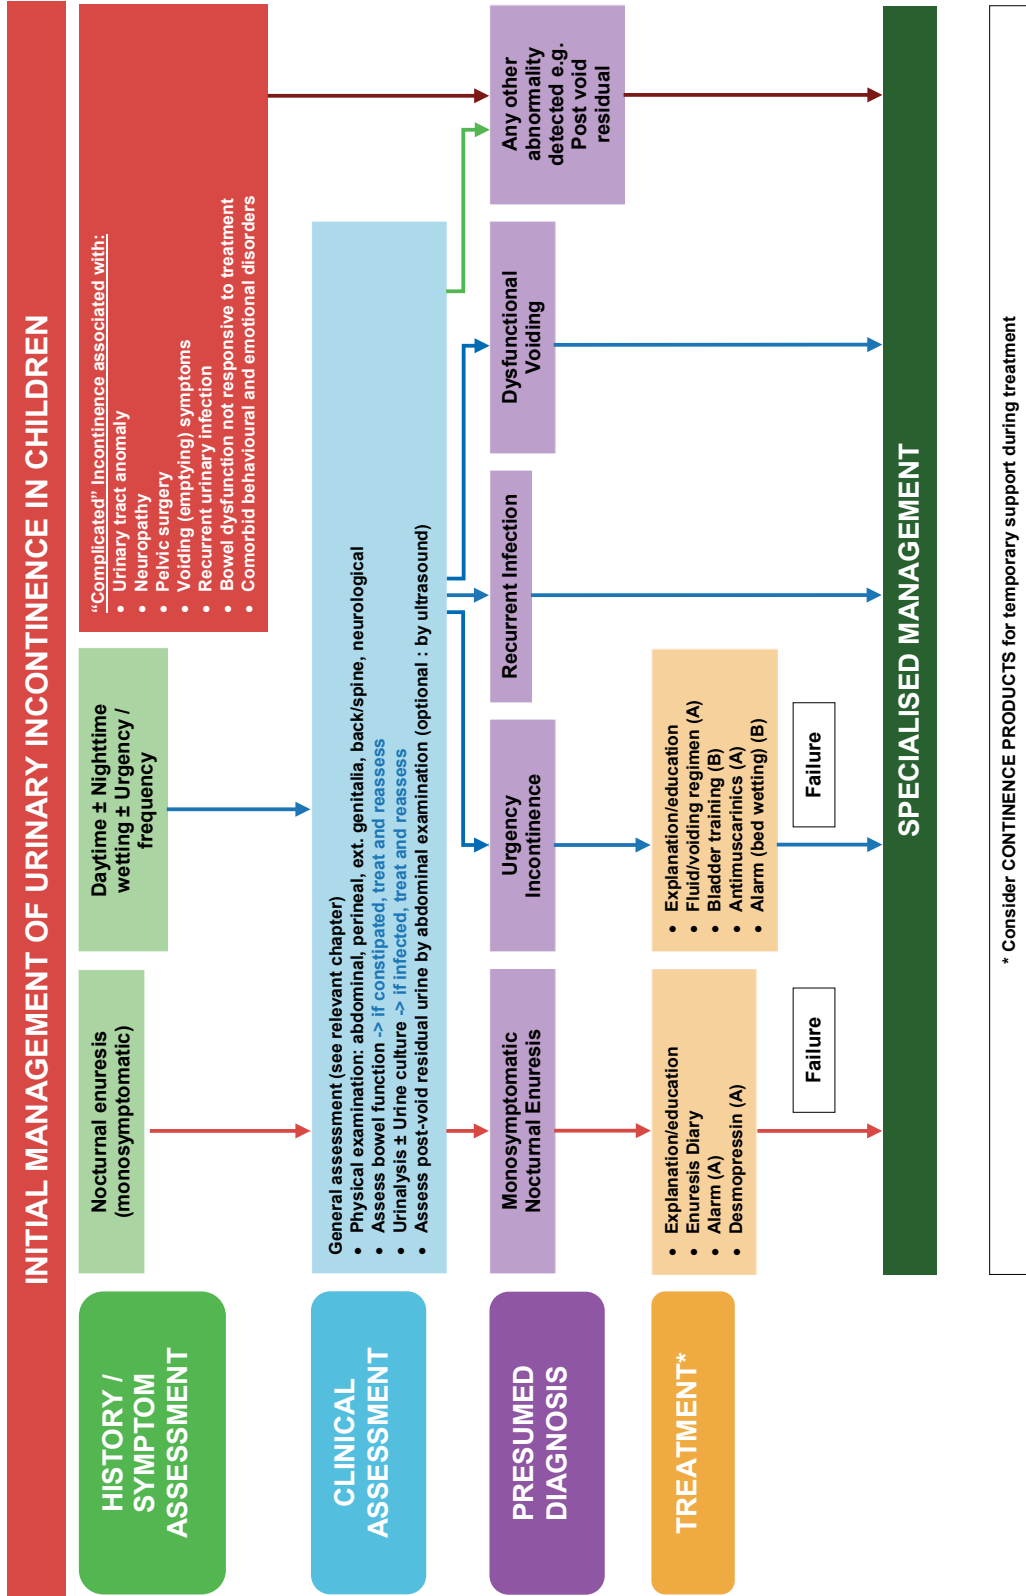 INITIAL MANAGEMENT OF URINARY INCONTINENCE IN CHILDREN
HISTORY /
SYMPTOM
ASSESSMENT
Nocturnal enuresis
(monosymptomatic)
Daytime ± Nighttime
wetting ± Urgency /
frequency
“Complicated” Incontinence associated with:
• Urinary tract anomaly
• Neuropathy
• Pelvic surgery
• Voiding (emptying) symptoms
• Recurrent urinary infection
• Bowel dysfunction not responsive to treatment
• Comorbid behavioural and emotional disorders
CLINICAL
ASSESSMENT
General assessment (see relevant chapter)
• Physical examination: abdominal, perineal, ext. genitalia, back/spine, neurological
• Assess bowel function -> if constipated, treat and reassess
• Urinalysis ± Urine culture -> if infected, treat and reassess
• Assess post-void residual urine by abdominal examination (optional : by ultrasound)
PRESUMED
DIAGNOSIS
Monosymptomatic
Nocturnal Enuresis
Urgency
Incontinence
Recurrent Infection
Dysfunctional
Voiding
Any other
abnormality
detected e.g.
Post void
residual
TREATMENT*
• Explanation/education
• Enuresis Diary
• Alarm (A)
• Desmopressin (A)
• Explanation/education
• Fluid/voiding regimen (A)
• Bladder training (B)
• Antimuscarinics (A)
• Alarm (bed wetting) (B)
Failure
Failure
SPECIALISED MANAGEMENT
* Consider CONTINENCE PRODUCTS for temporary support during treatment